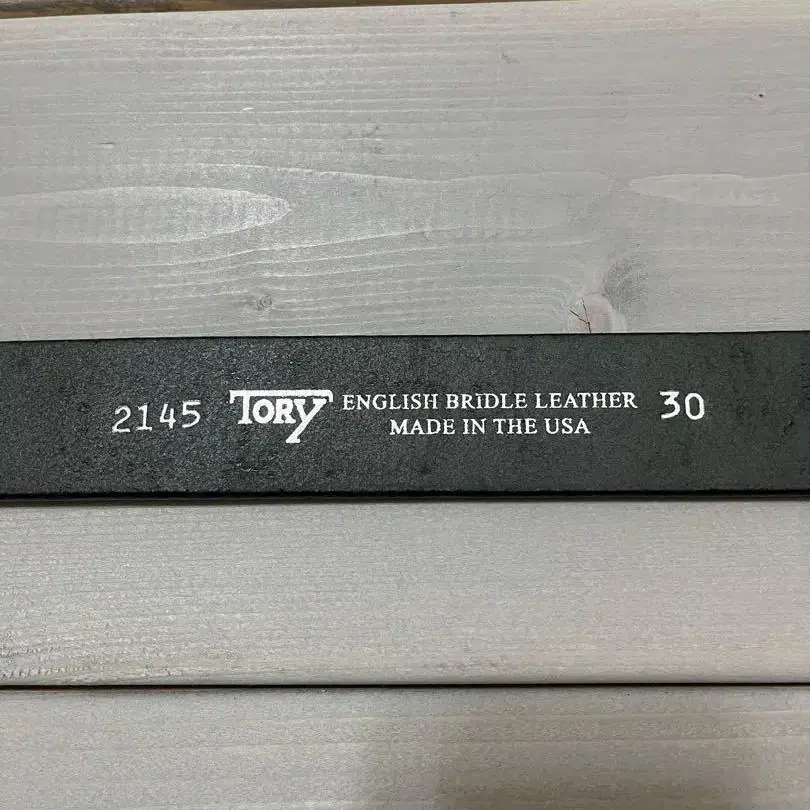 2145 TORY ENGLISH BRIDLE LEATHER 30
MADE IN THE USA